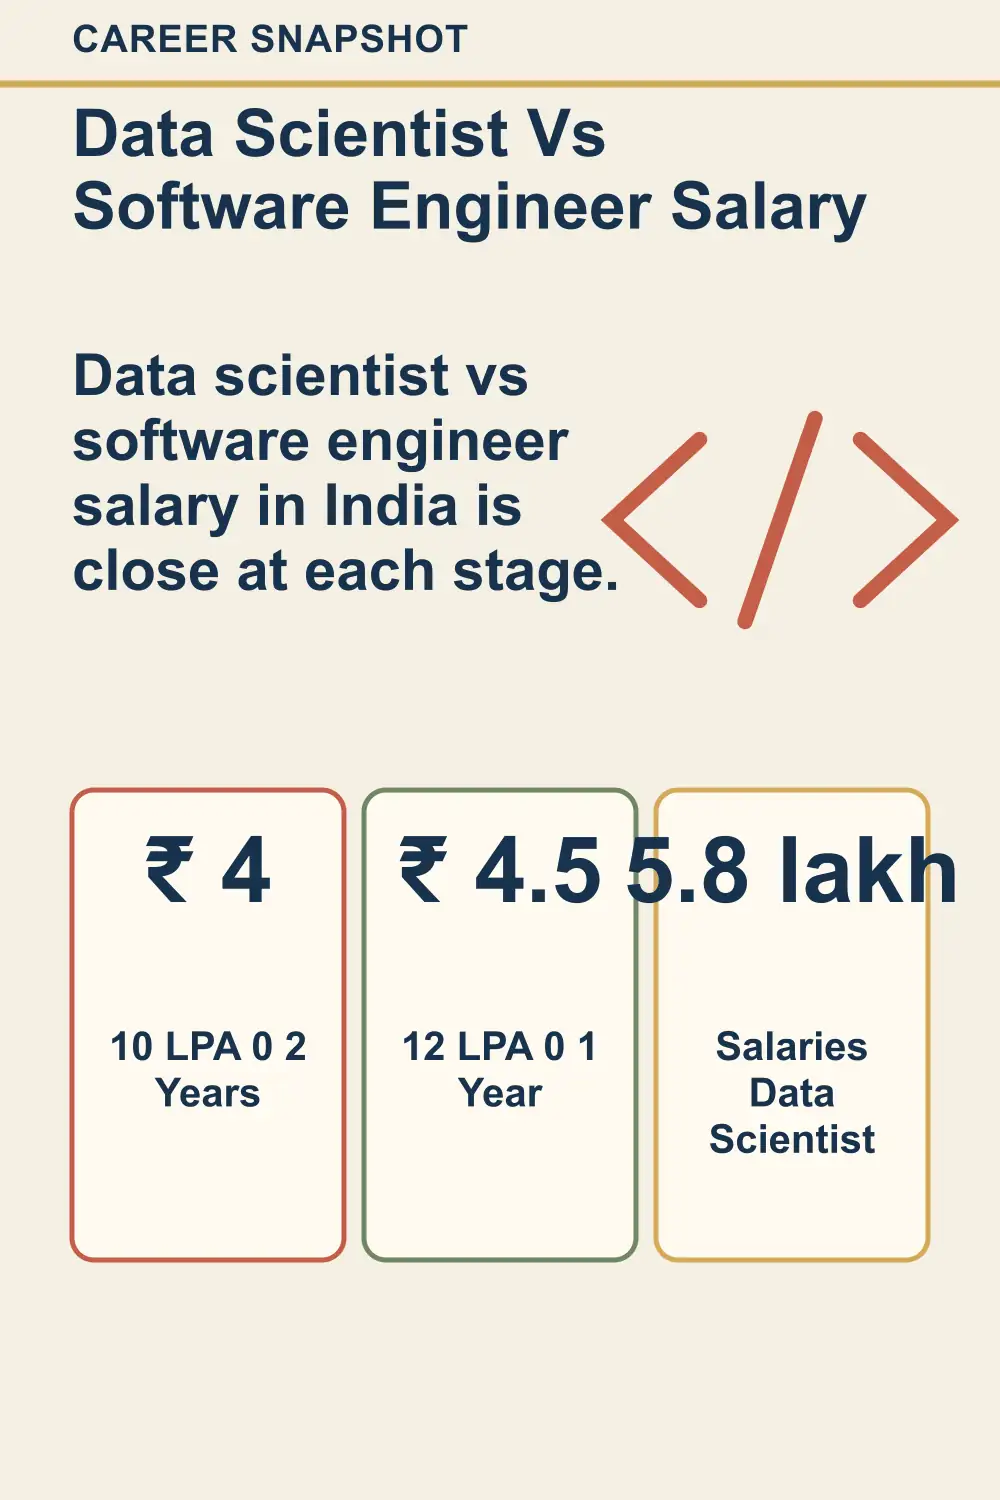 CAREER SNAPSHOT
Data Scientist Vs
Software Engineer Salary
Data scientist vs
software engineer
salary in India is
close at each stage.
</>
₹ 4
10 LPA 0 2
Years
₹ 4.5
12 LPA 0 1
Year
5.8 lakh
Salaries
Data
Scientist